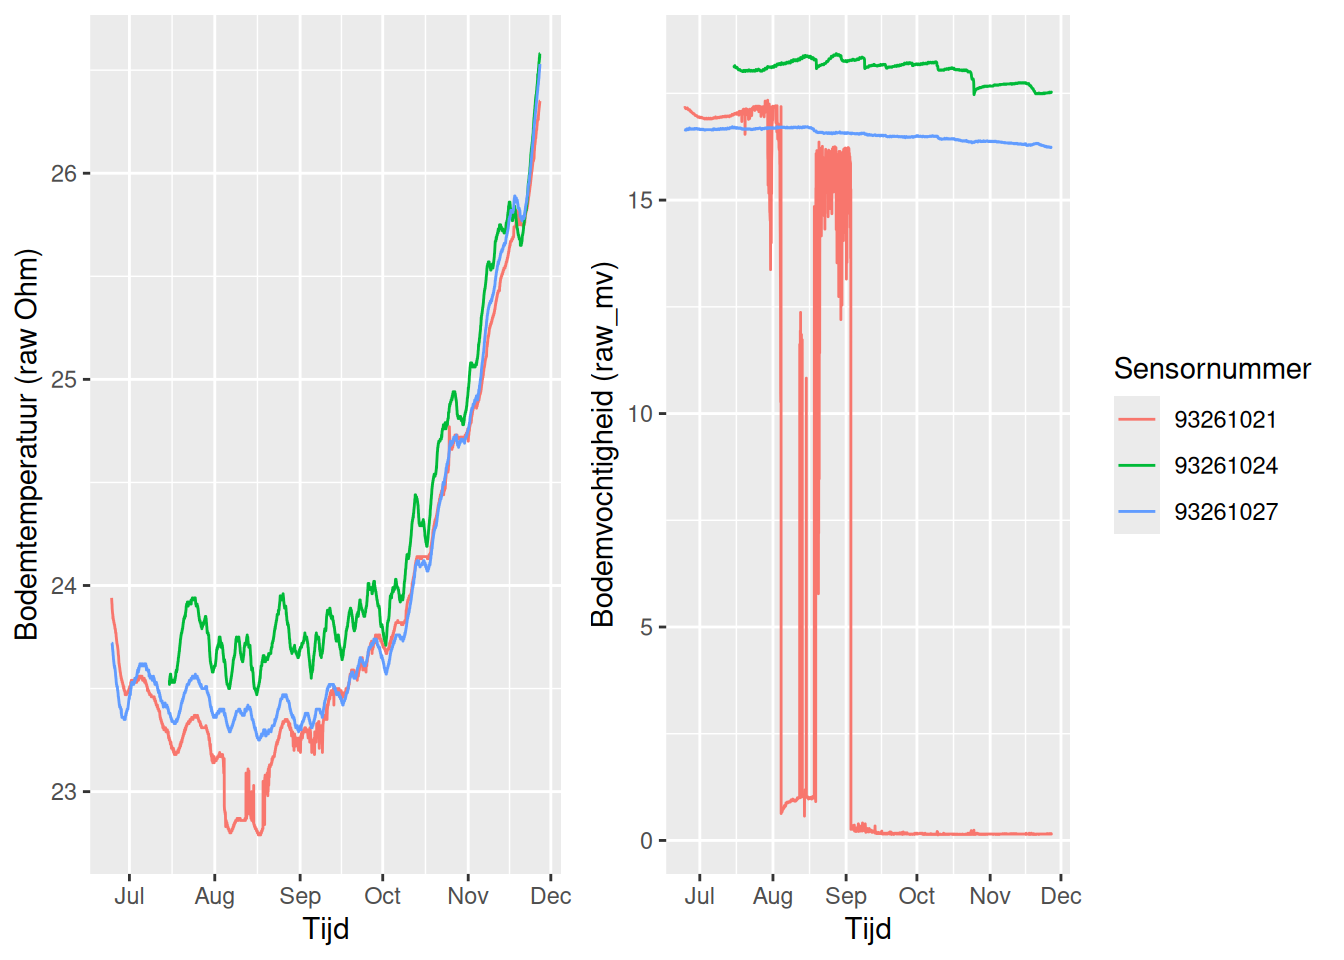 Bodemtemperatuur (raw Ohm)
26
25
24
23
Jul Aug Sep Oct Nov Dec
Tijd
Bodemvochtigheid (raw_mv)
15
10
5
0
Jul Aug Sep Oct Nov Dec
Tijd
Sensornummer
93261021
93261024
93261027